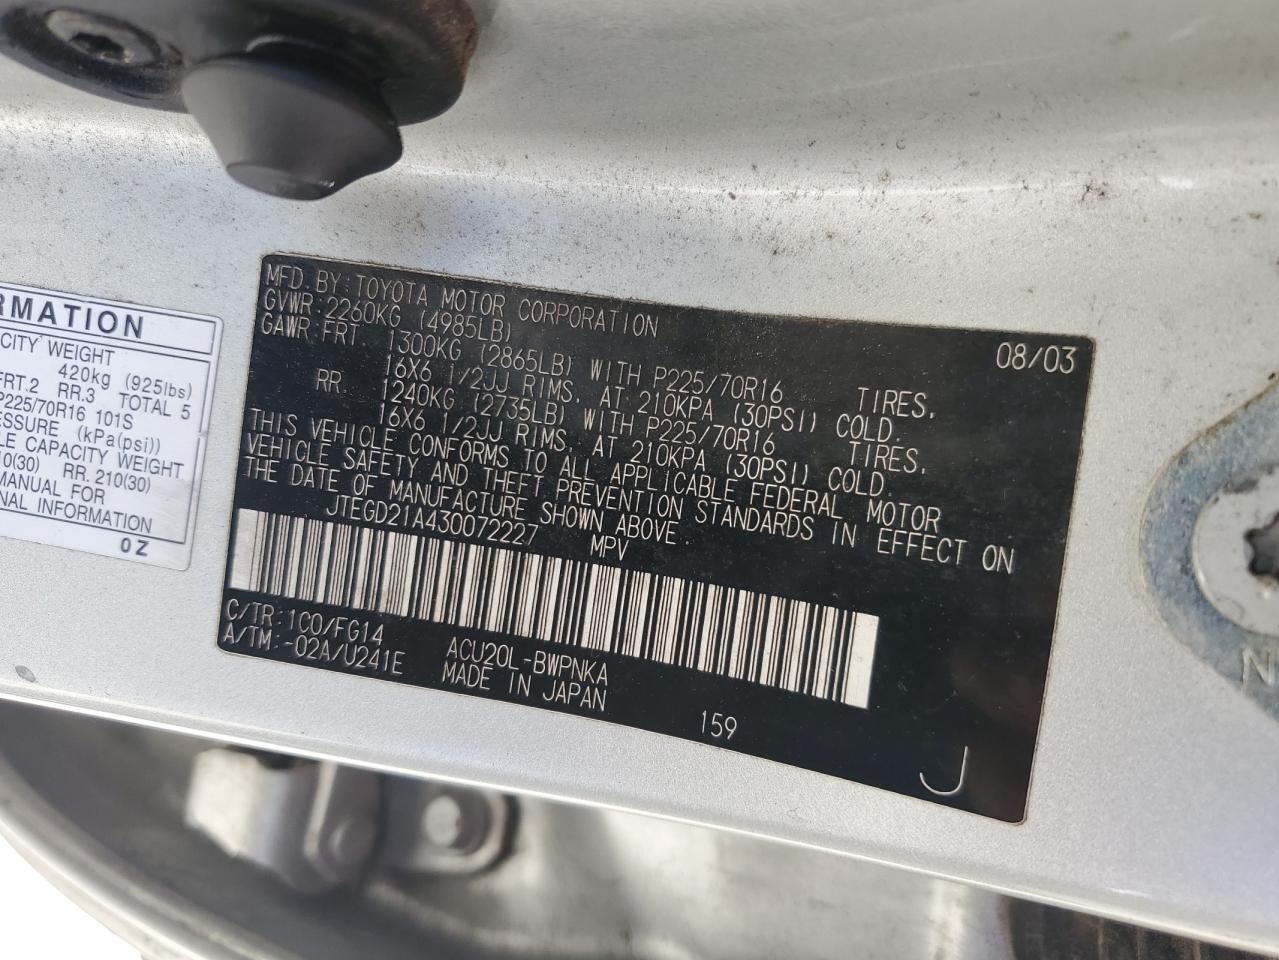 RMATION
CITY WEIGHT
420kg (925lbs)
FRT.2 RR.3 TOTAL 5
P225/70R16 101S
ESSURE (kPa(psi))
LE CAPACITY WEIGHT
10(30) RR. 210(30)
MANUAL FOR
NAL INFORMATION
0Z
MFD. BY: TOYOTA MOTOR CORPORATION 08/03
GVWR: 2260KG (4985LB)
GAWR: FRT 1300KG (2865LB) WITH P225/70R16 TIRES,
16X6 1/2JJ RIMS, AT 210KPA (30PSI) COLD.
RR. 1240KG (2735LB) WITH P225/70R16 TIRES,
16X6 1/2JJ RIMS, AT 210KPA (30PSI) COLD.
THIS VEHICLE CONFORMS TO ALL APPLICABLE FEDERAL MOTOR
VEHICLE SAFETY AND THEFT PREVENTION STANDARDS IN EFFECT ON
THE DATE OF MANUFACTURE SHOWN ABOVE.
JTEGD21A430072227 MPV
C/TR: 1C0/FG14 ACU20L-BWPNKA
A/TM: -02A/U241E MADE IN JAPAN
159
J
N